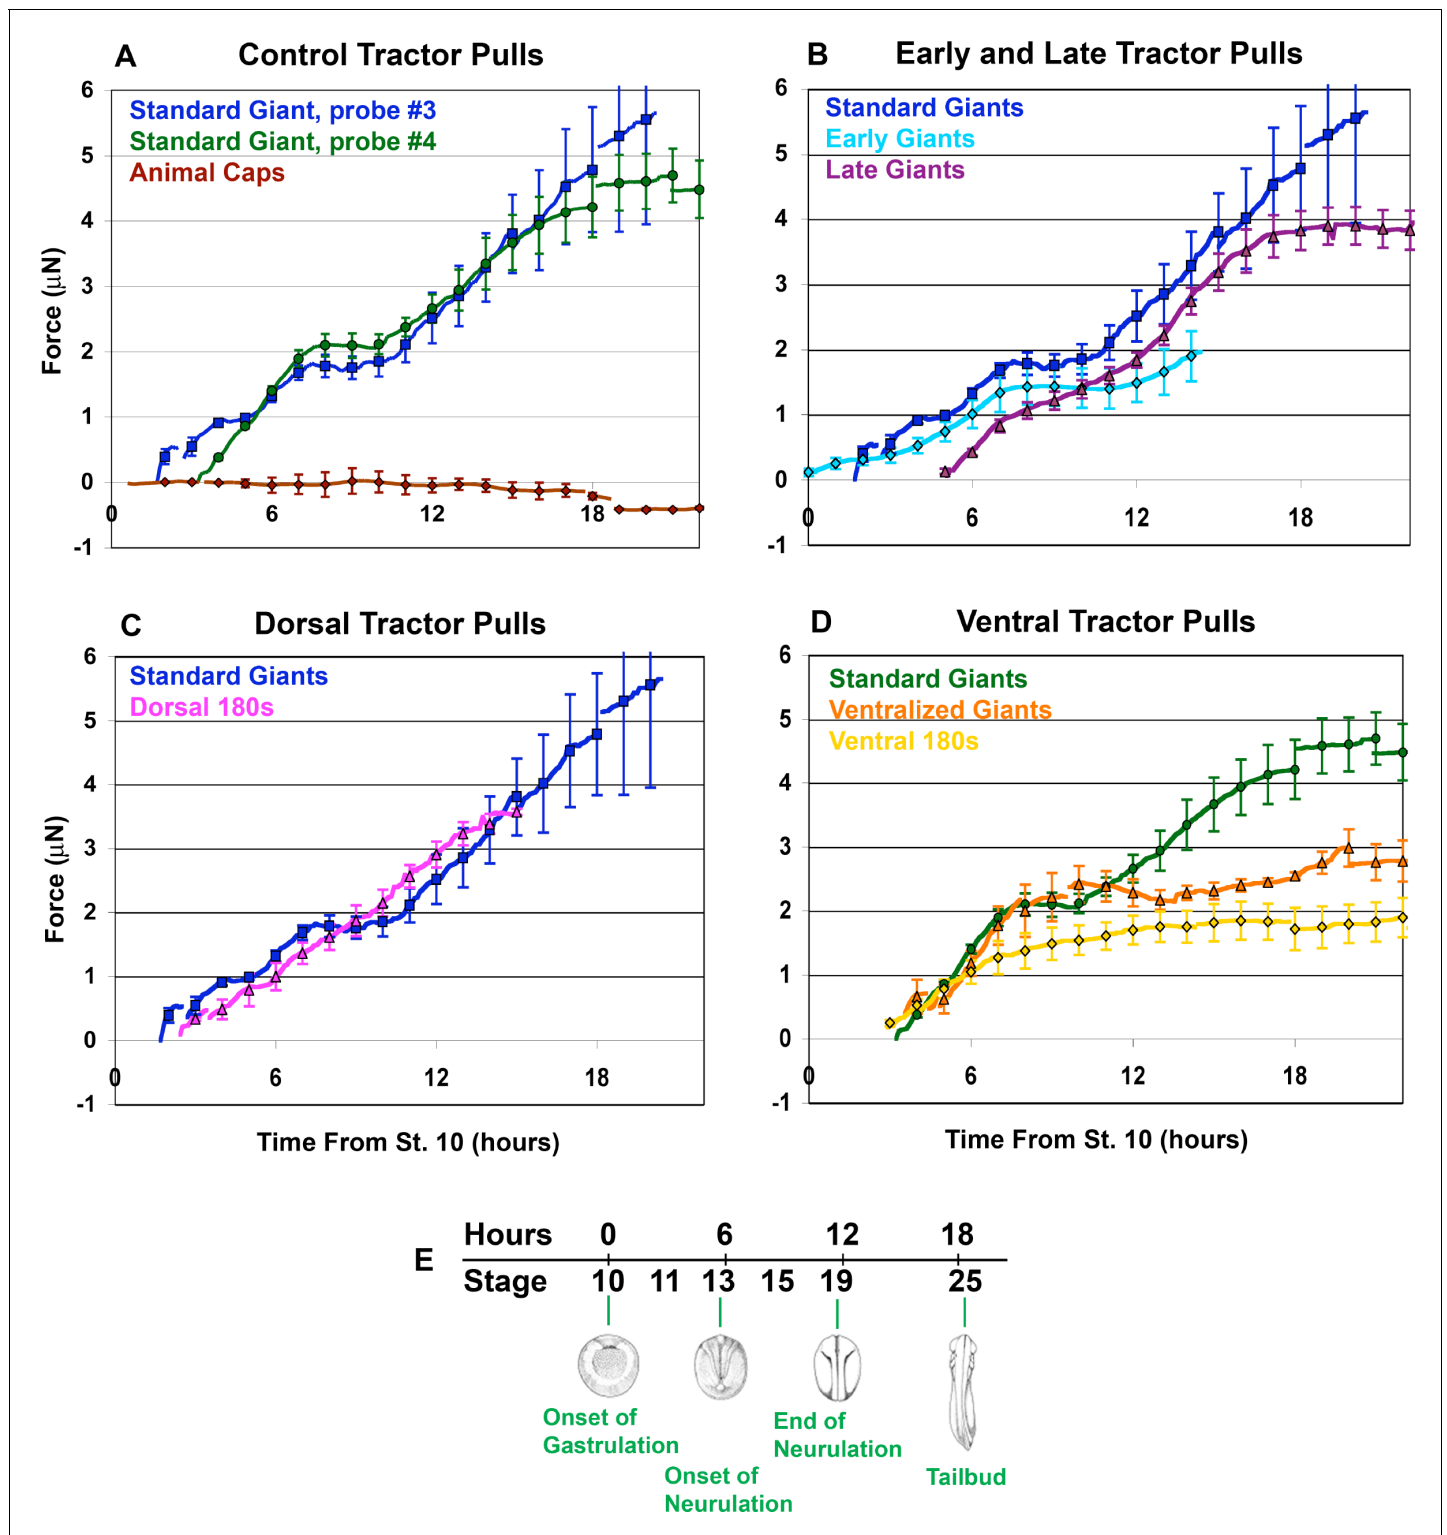 A Control Tractor Pulls
Standard Giant, probe #3
Standard Giant, probe #4
Animal Caps
Force (µN)
6
5
4
3
2
1
0
-1
0 6 12 18
B Early and Late Tractor Pulls
Standard Giants
Early Giants
Late Giants
6
5
4
3
2
1
0
-1
0 6 12 18
C Dorsal Tractor Pulls
Standard Giants
Dorsal 180s
Force (µN)
6
5
4
3
2
1
0
-1
0 6 12 18
Time From St. 10 (hours)
D Ventral Tractor Pulls
Standard Giants
Ventralized Giants
Ventral 180s
6
5
4
3
2
1
0
-1
0 6 12 18
Time From St. 10 (hours)
E
Hours 0 6 12 18
Stage 10 11 13 15 19 25
Onset of
Gastrulation
Onset of
Neurulation
End of
Neurulation
Tailbud